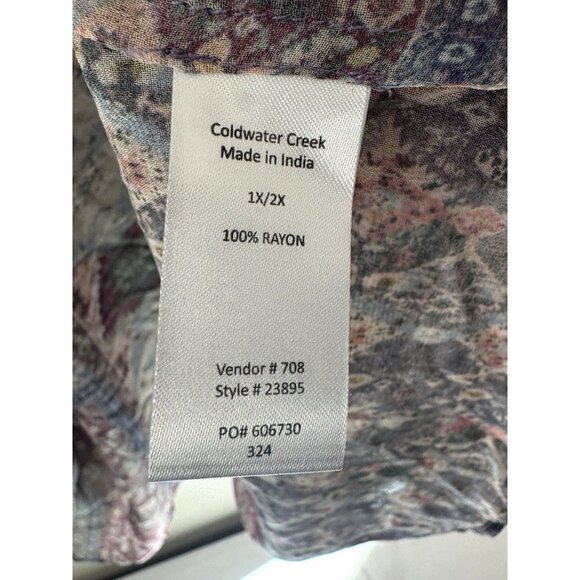 Coldwater Creek
Made in India
1X/2X
100% RAYON
Vendor # 708
Style # 23895
PO# 606730
324